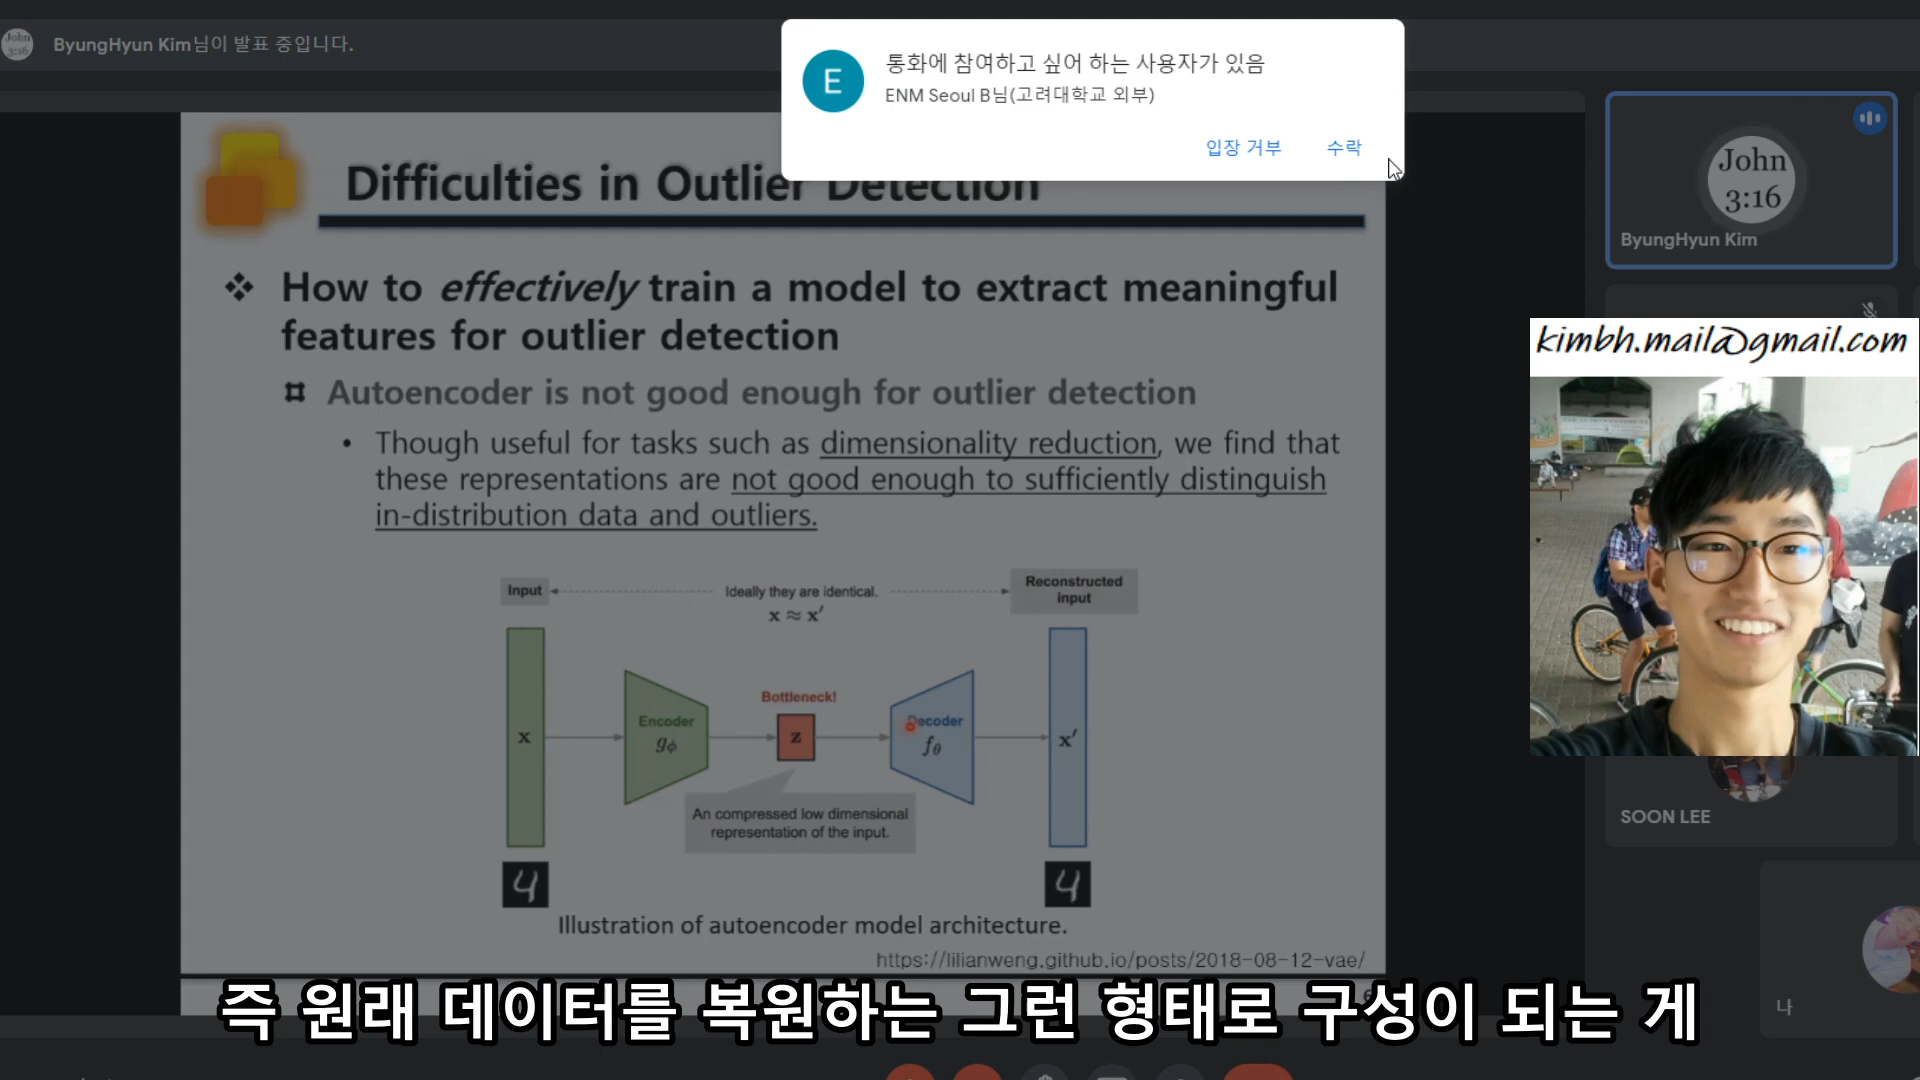 John
3:16
ByungHyun Kim님이 발표 중입니다.
E
통화에 참여하고 싶어 하는 사용자가 있음
ENM Seoul B님(고려대학교 외부)
입장 거부
수락
Difficulties in Outlier Detection
How to effectively train a model to extract meaningful
features for outlier detection
Autoencoder is not good enough for outlier detection
• Though useful for tasks such as dimensionality reduction, we find that
these representations are not good enough to sufficiently distinguish
in-distribution data and outliers.
Input
Ideally they are identical.
x ≈ x′
Reconstructed
input
x
Encoder
gϕ
Bottleneck!
z
Decoder
fθ
x′
An compressed low dimensional
representation of the input.
4
4
Illustration of autoencoder model architecture.
https://lilianweng.github.io/posts/2018-08-12-vae/
즉 원래 데이터를 복원하는 그런 형태로 구성이 되는 게
John
3:16
ByungHyun Kim
kimbh.mail@gmail.com
SOON LEE
나